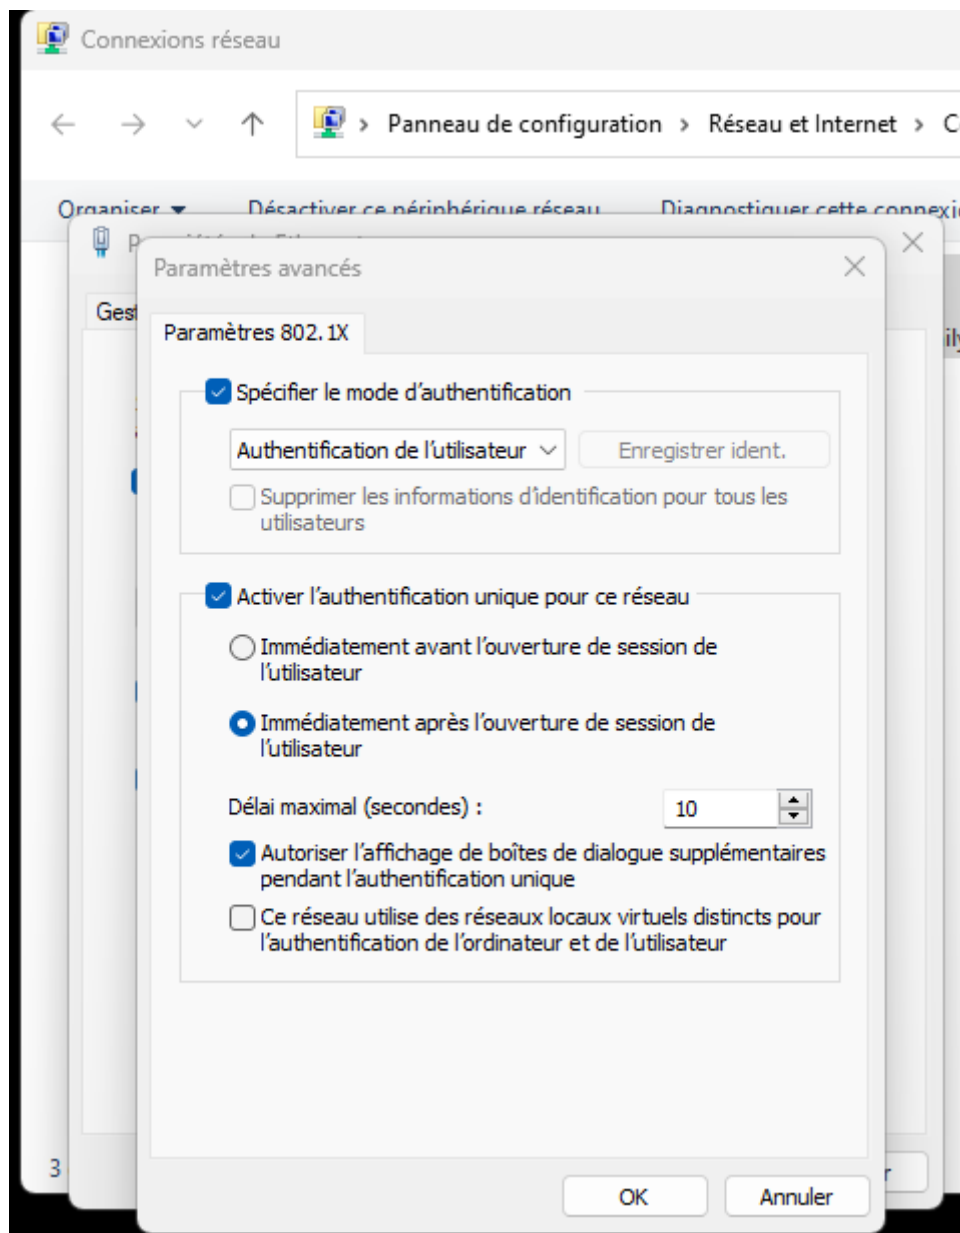 Connexions réseau
Panneau de configuration > Réseau et Internet >
Organiser Désactiver ce périphérique réseau Diagnostiquer cette
Paramètres avancés
Paramètres 802.1X
Spécifier le mode d'authentification
Authentification de l'utilisateur Enregistrer ident.
Supprimer les informations d'identification pour tous les
utilisateurs
Activer l'authentification unique pour ce réseau
Immédiatement avant l'ouverture de session de
l'utilisateur
Immédiatement après l'ouverture de session de
l'utilisateur
Délai maximal (secondes) : 10
Autoriser l'affichage de boîtes de dialogue supplémentaires
pendant l'authentification unique
Ce réseau utilise des réseaux locaux virtuels distincts pour
l'authentification de l'ordinateur et de l'utilisateur
3
OK Annuler